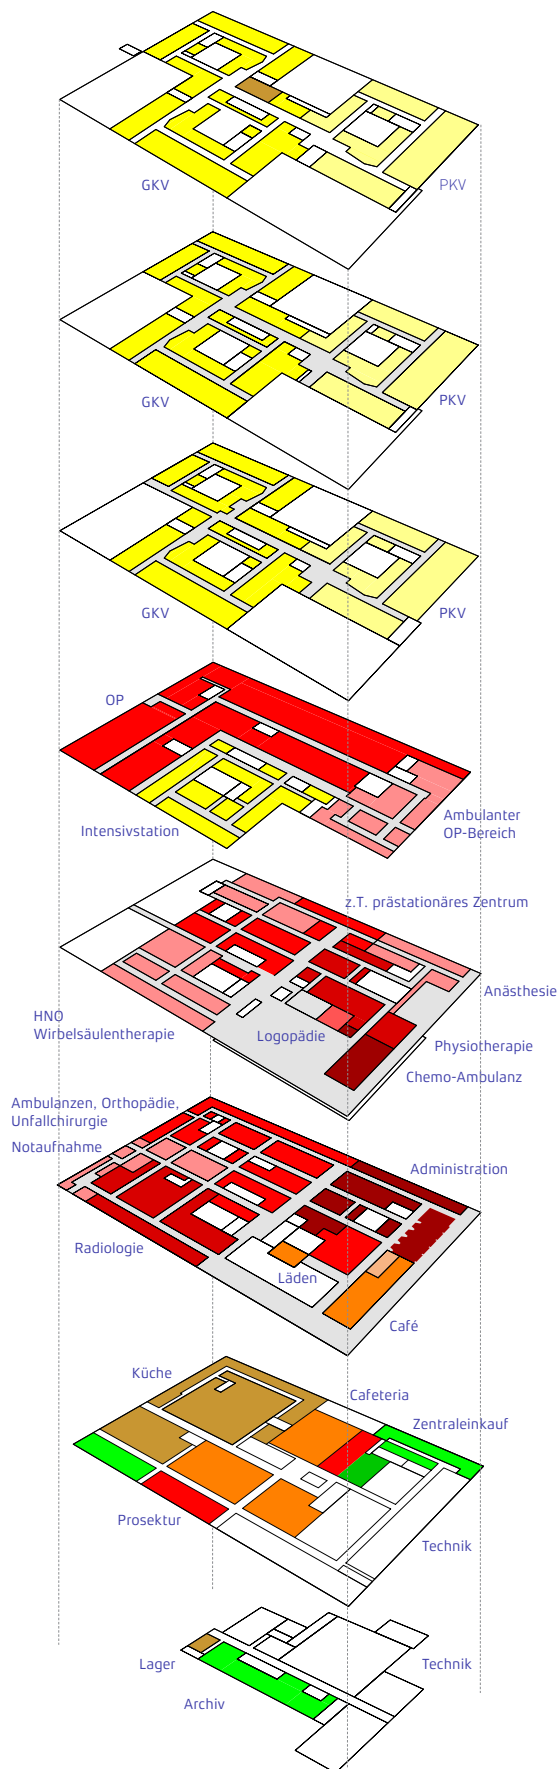 GKV
PKV
GKV
PKV
GKV
PKV
OP
Intensivstation
Ambulanter
OP-Bereich
z.T. prästationäres Zentrum
Anästhesie
HNO
Wirbelsäulentherapie
Logopädie
Physiotherapie
Chemo-Ambulanz
Ambulanzen, Orthopädie,
Unfallchirurgie
Notaufnahme
Administration
Radiologie
Läden
Café
Küche
Cafeteria
Zentraleinkauf
Prosektur
Technik
Lager
Technik
Archiv